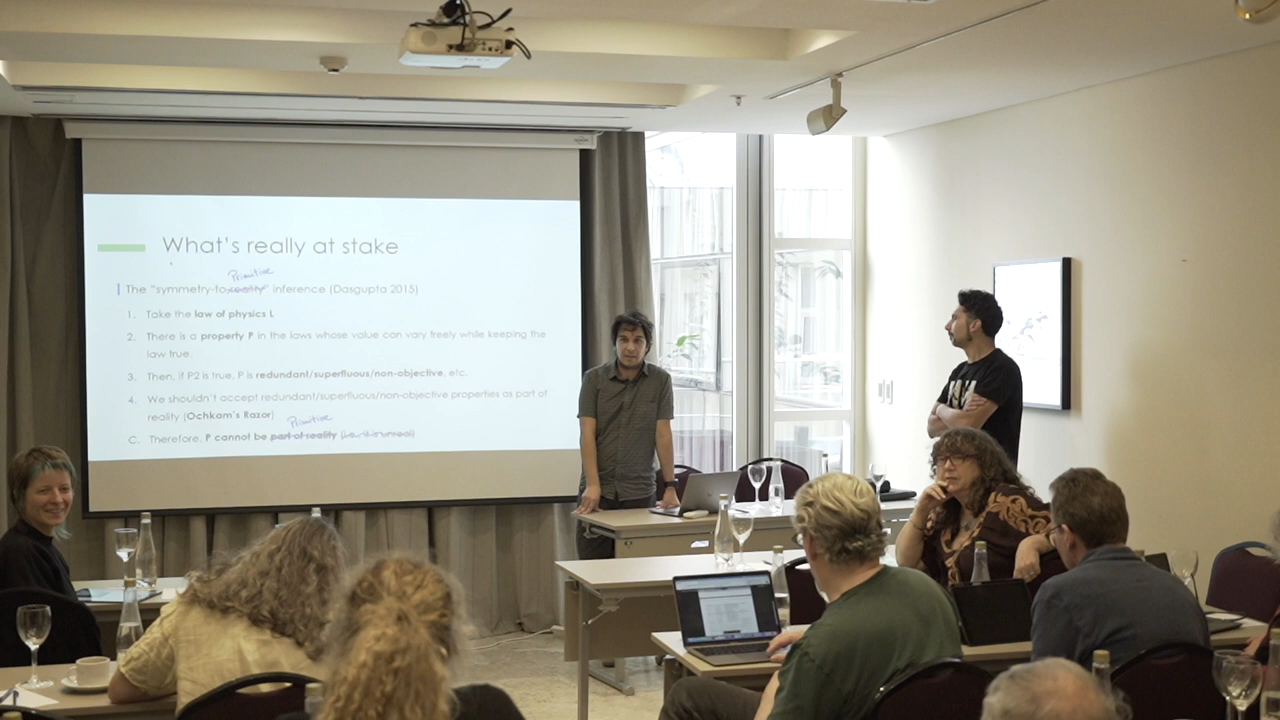 What's really at stake
Primitive
The "symmetry-to-reality" inference (Dasgupta 2015)
1. Take the law of physics L
2. There is a property P in the laws whose value can vary freely while keeping the
law true.
3. Then, if P2 is true, P is redundant/superfluous/non-objective, etc.
4. We shouldn't accept redundant/superfluous/non-objective properties as part of
reality (Ochkam's Razor)
Primitive
C. Therefore, P cannot be part of reality